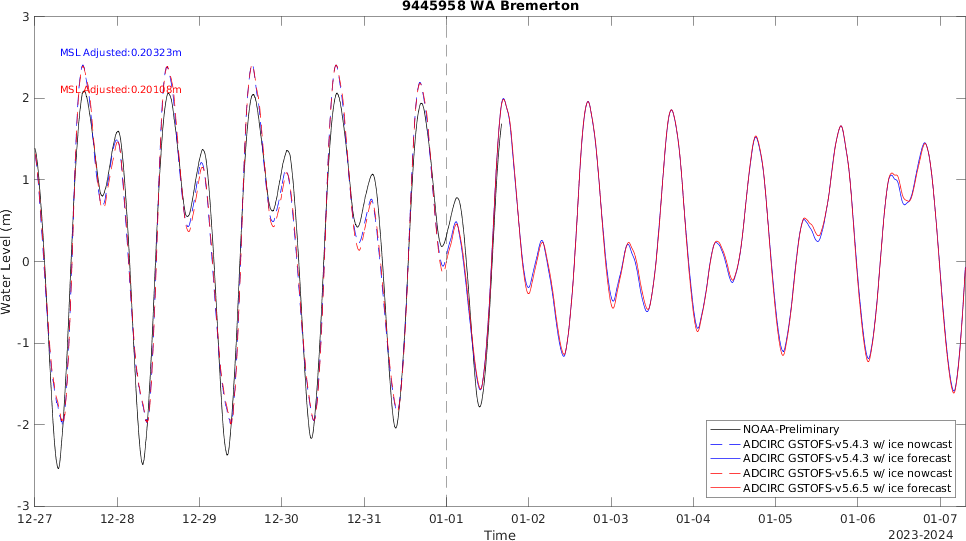 9445958 WA Bremerton
MSL Adjusted:0.20323m
MSL Adjusted:0.20108m
Water Level (m)
3
2
1
0
-1
-2
-3
NOAA-Preliminary
ADCIRC GSTOFS-v5.4.3 w/ ice nowcast
ADCIRC GSTOFS-v5.4.3 w/ ice forecast
ADCIRC GSTOFS-v5.6.5 w/ ice nowcast
ADCIRC GSTOFS-v5.6.5 w/ ice forecast
12-27 12-28 12-29 12-30 12-31 01-01 01-02 01-03 01-04 01-05 01-06 01-07
Time
2023-2024